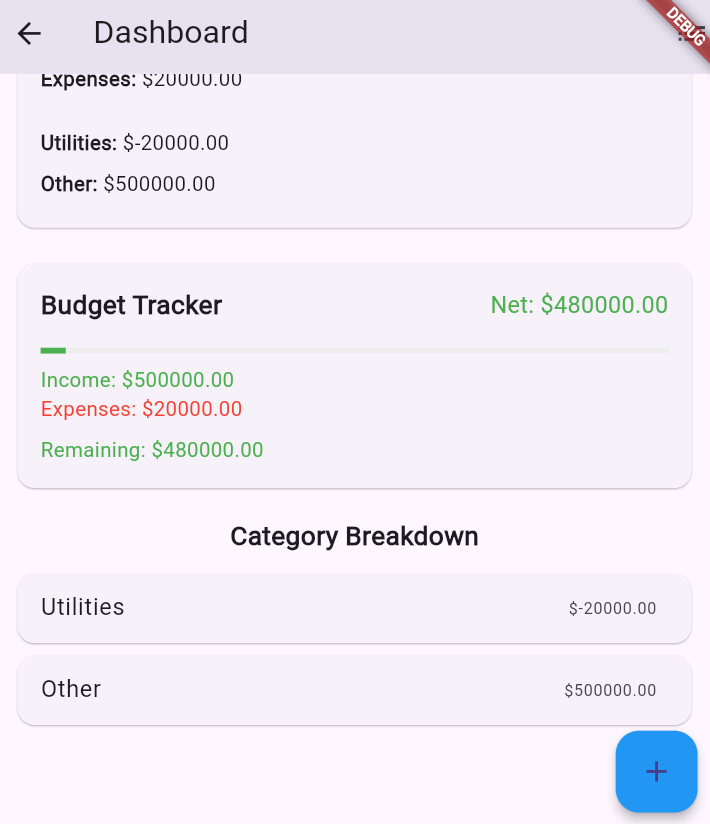 Dashboard
DEBUG
Expenses: $20000.00
Utilities: $-20000.00
Other: $500000.00
Budget Tracker
Net: $480000.00
Income: $500000.00
Expenses: $20000.00
Remaining: $480000.00
Category Breakdown
Utilities
$-20000.00
Other
$500000.00
+